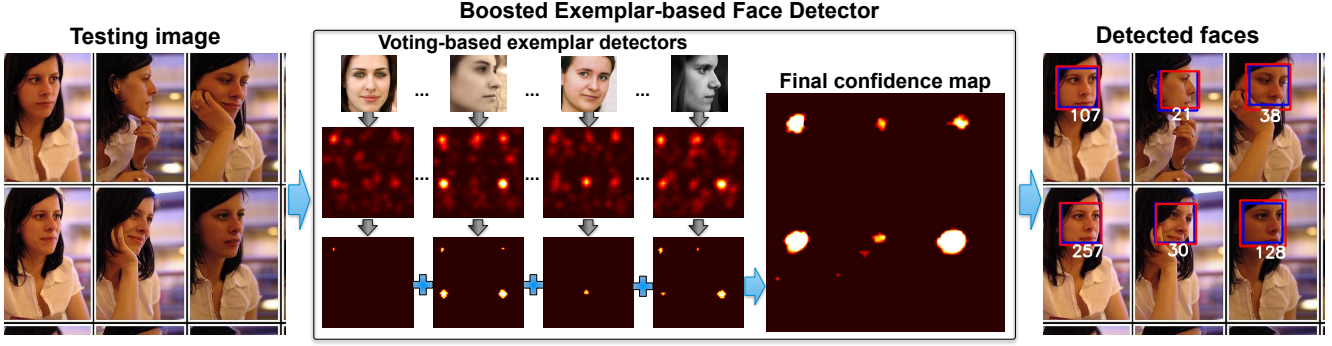 Boosted Exemplar-based Face Detector
Testing image
Voting-based exemplar detectors
Detected faces
... ... ...
Final confidence map
... ... ...
107 21 38
257 30 128